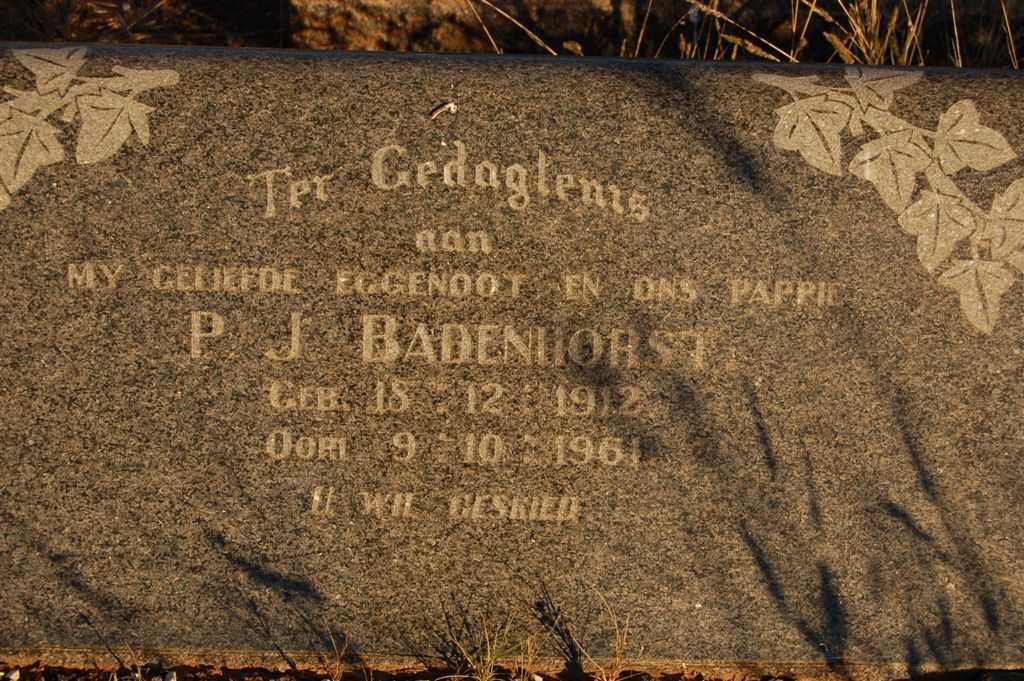 Ter Gedagtenis
aan
MY GELIEFDE EGGENOOT EN ONS PAPPIE
P. J. BADENHORST.
GEB. 18 : 12 : 1912.
OORL. 9 : 10 : 1961.
U WIL GESKIED